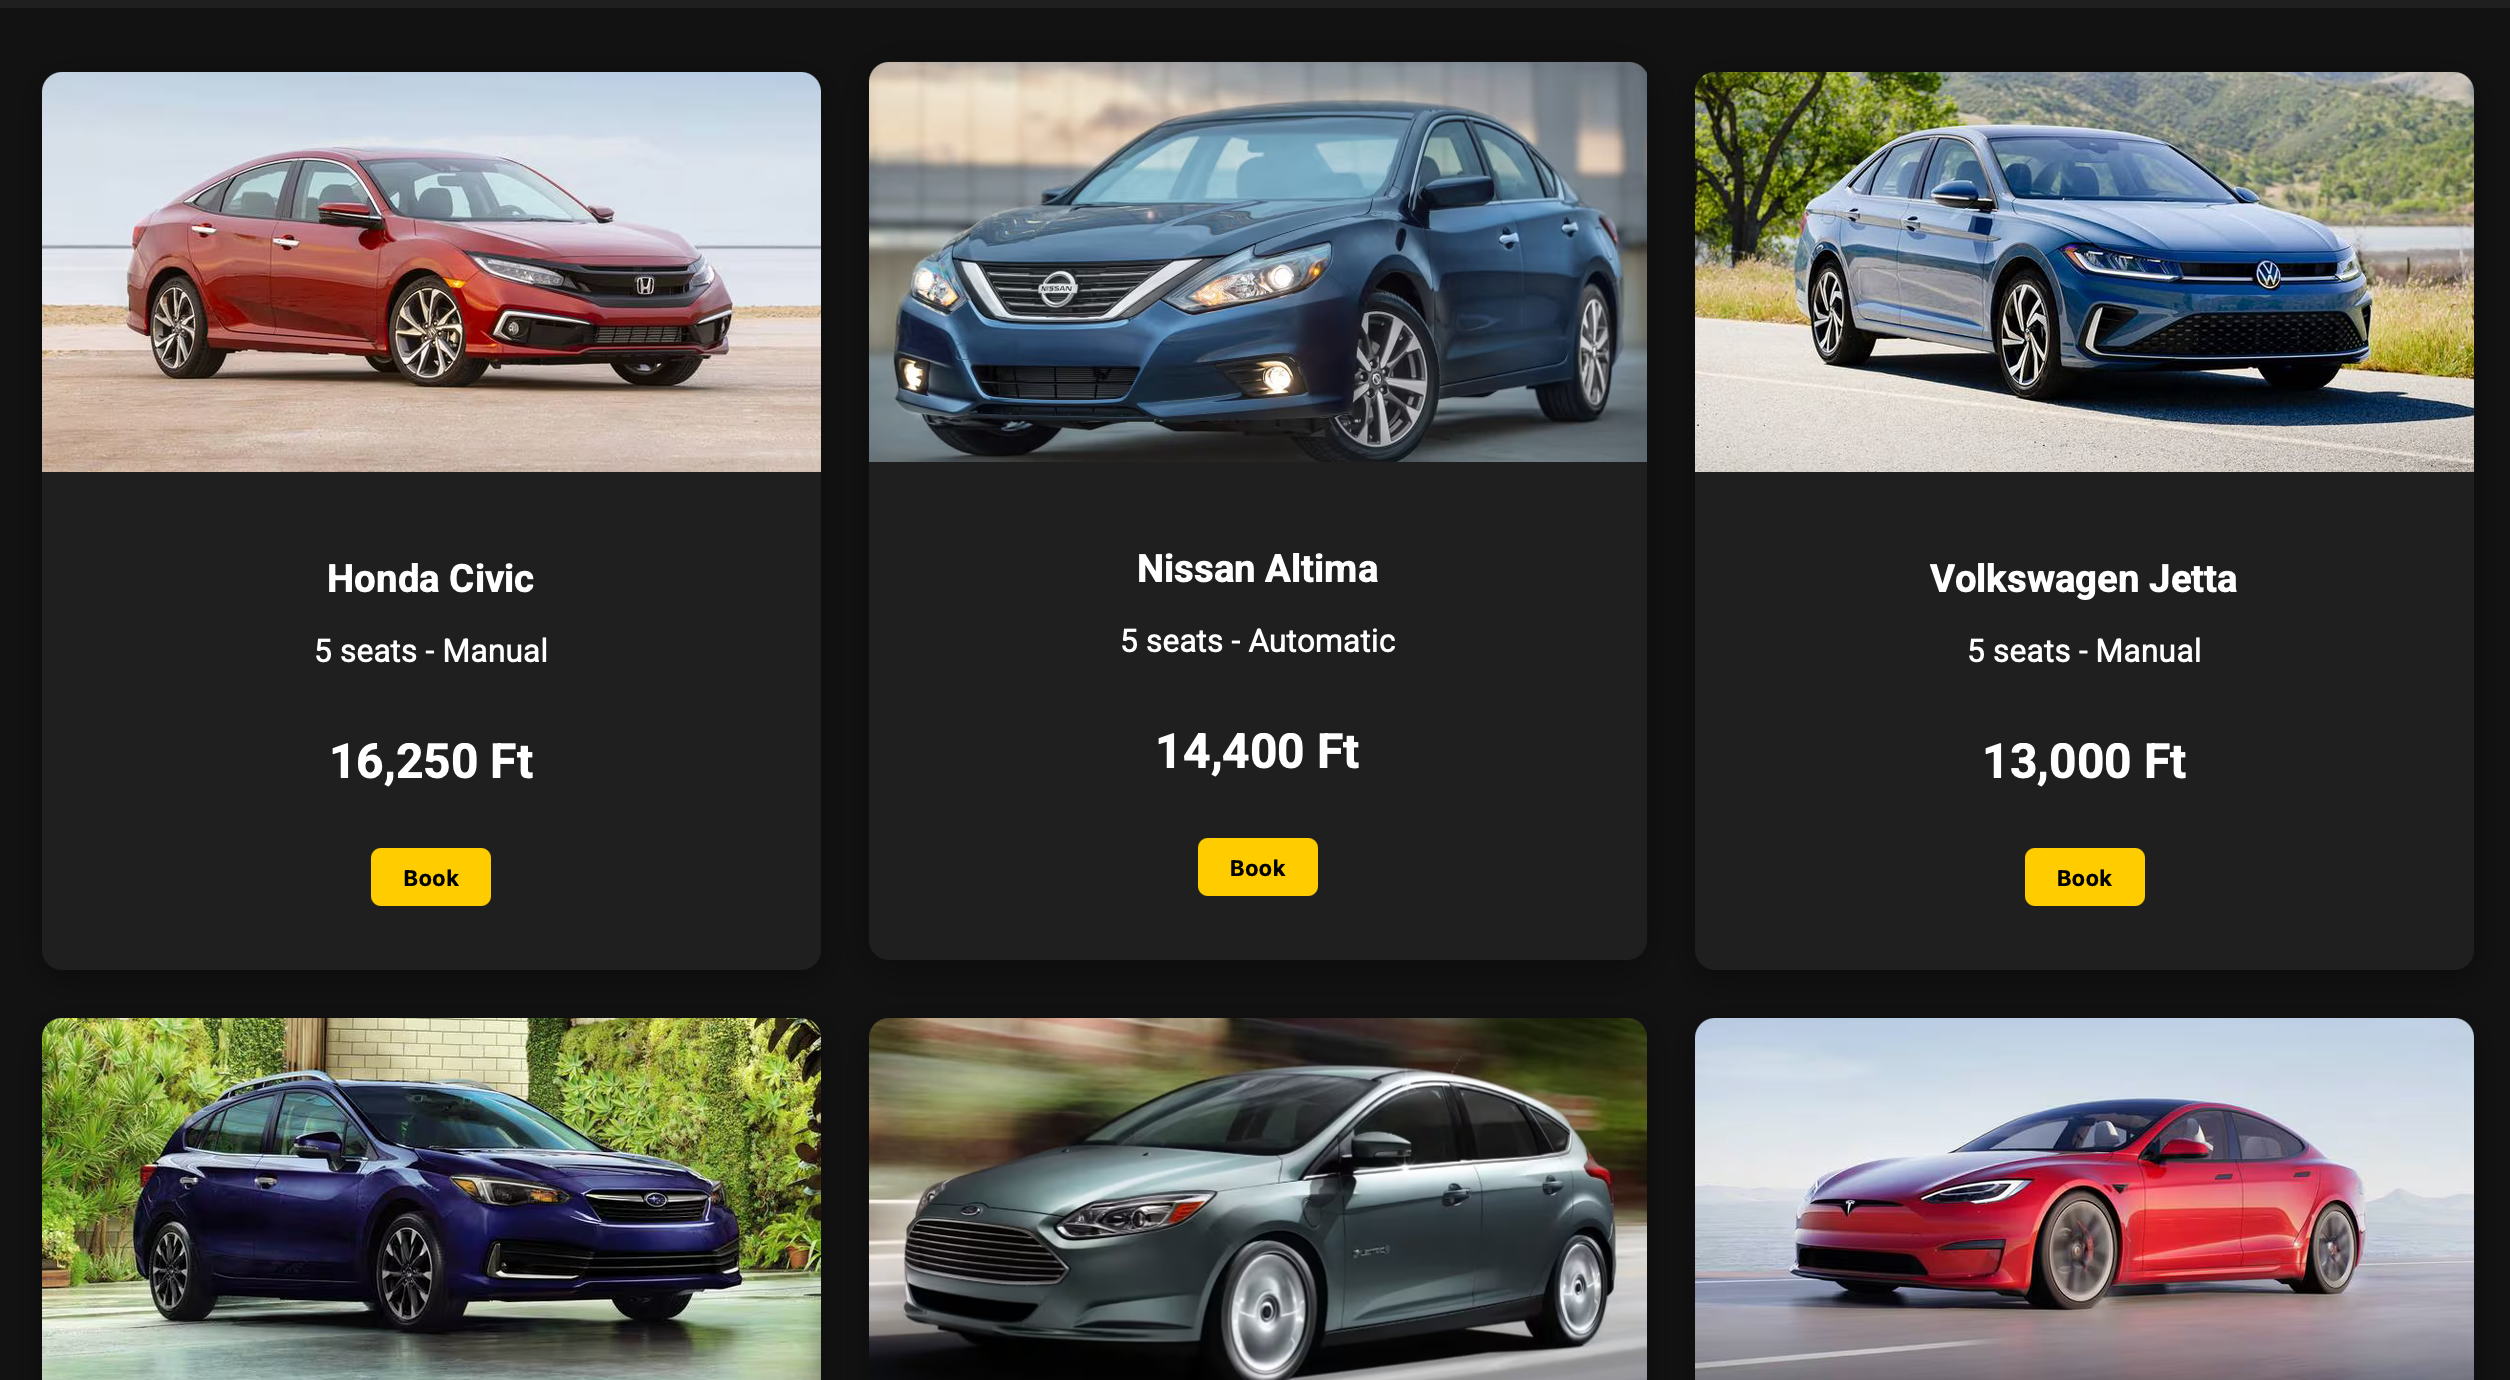 NISSAN
Honda Civic
5 seats - Manual
16,250 Ft
Book
Nissan Altima
5 seats - Automatic
14,400 Ft
Book
Volkswagen Jetta
5 seats - Manual
13,000 Ft
Book